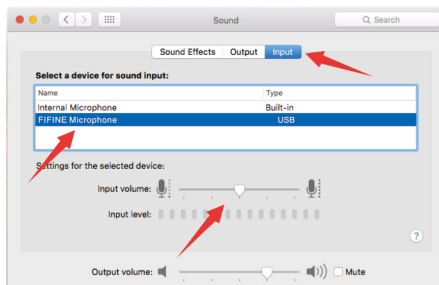 Sound
Search
Sound Effects Output Input
Select a device for sound input:
Name Type
Internal Microphone Built-in
FIFINE Microphone USB
Settings for the selected device:
Input volume:
Input level:
?
Output volume: Mute